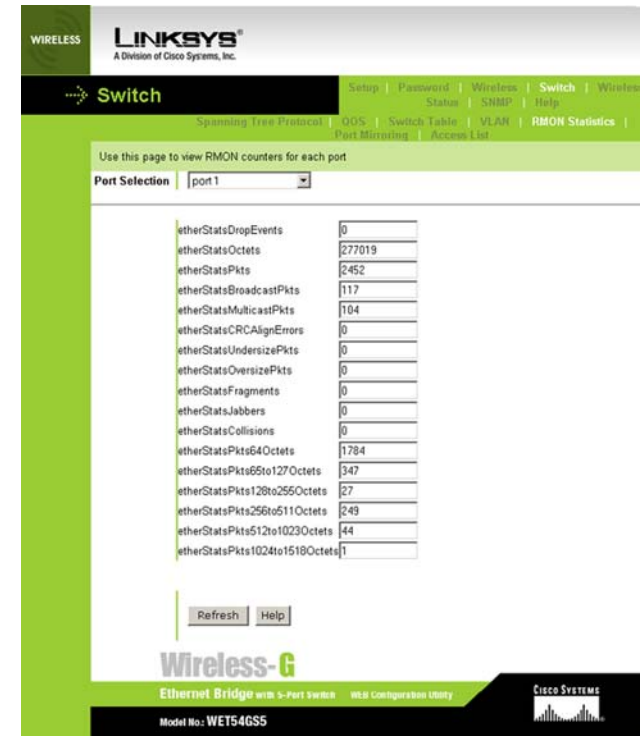 WIRELESS
LINKSYS®
A Division of Cisco Systems, Inc.
Switch
Setup | Password | Wireless | Switch | Wireless
Status | SNMP | Help
Spanning Tree Protocol | QOS | Switch Table | VLAN | RMON Statistics |
Port Mirroring | Access List
Use this page to view RMON counters for each port
Port Selection port 1
etherStatsDropEvents 0
etherStatsOctets 277019
etherStatsPkts 2452
etherStatsBroadcastPkts 117
etherStatsMulticastPkts 104
etherStatsCRCAlignErrors 0
etherStatsUndersizePkts 0
etherStatsOversizePkts 0
etherStatsFragments 0
etherStatsJabbers 0
etherStatsCollisions 0
etherStatsPkts64Octets 1784
etherStatsPkts65to127Octets 347
etherStatsPkts128to255Octets 27
etherStatsPkts256to511Octets 249
etherStatsPkts512to1023Octets 44
etherStatsPkts1024to1518Octets 1
Refresh Help
Wireless-G
Ethernet Bridge with 5-Port Switch WEB Configuration Utility
CISCO SYSTEMS
Model No.: WET54GS5